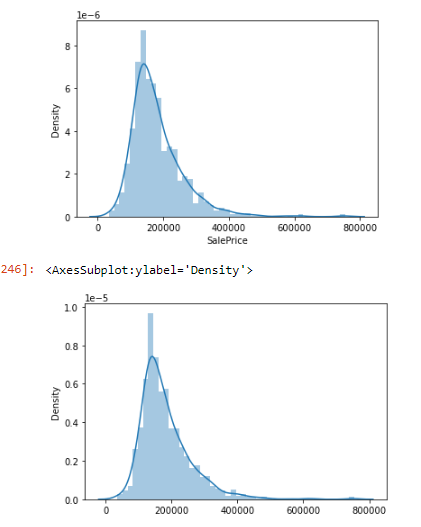 1e−6
8
6
4
2
0
Density
0 200000 400000 600000 800000
SalePrice
246]: <AxesSubplot:ylabel='Density'>
1e−5
1.0
0.8
0.6
0.4
0.2
0.0
Density
0 200000 400000 600000 800000